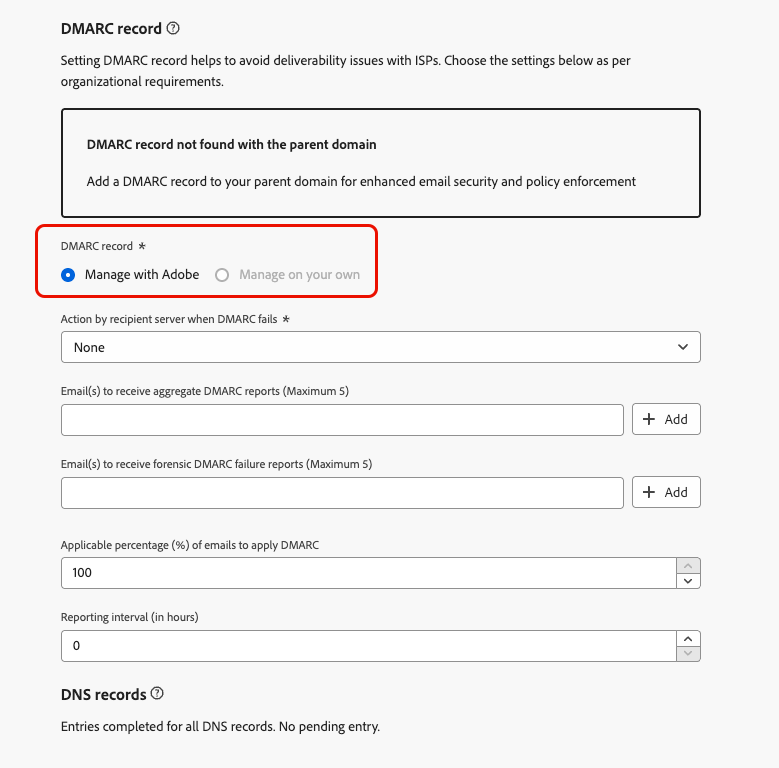 DMARC record
Setting DMARC record helps to avoid deliverability issues with ISPs. Choose the settings below as per
organizational requirements.
DMARC record not found with the parent domain
Add a DMARC record to your parent domain for enhanced email security and policy enforcement
DMARC record *
Manage with Adobe Manage on your own
Action by recipient server when DMARC fails *
None
Email(s) to receive aggregate DMARC reports (Maximum 5)
+ Add
Email(s) to receive forensic DMARC failure reports (Maximum 5)
+ Add
Applicable percentage (%) of emails to apply DMARC
100
Reporting interval (in hours)
0
DNS records
Entries completed for all DNS records. No pending entry.